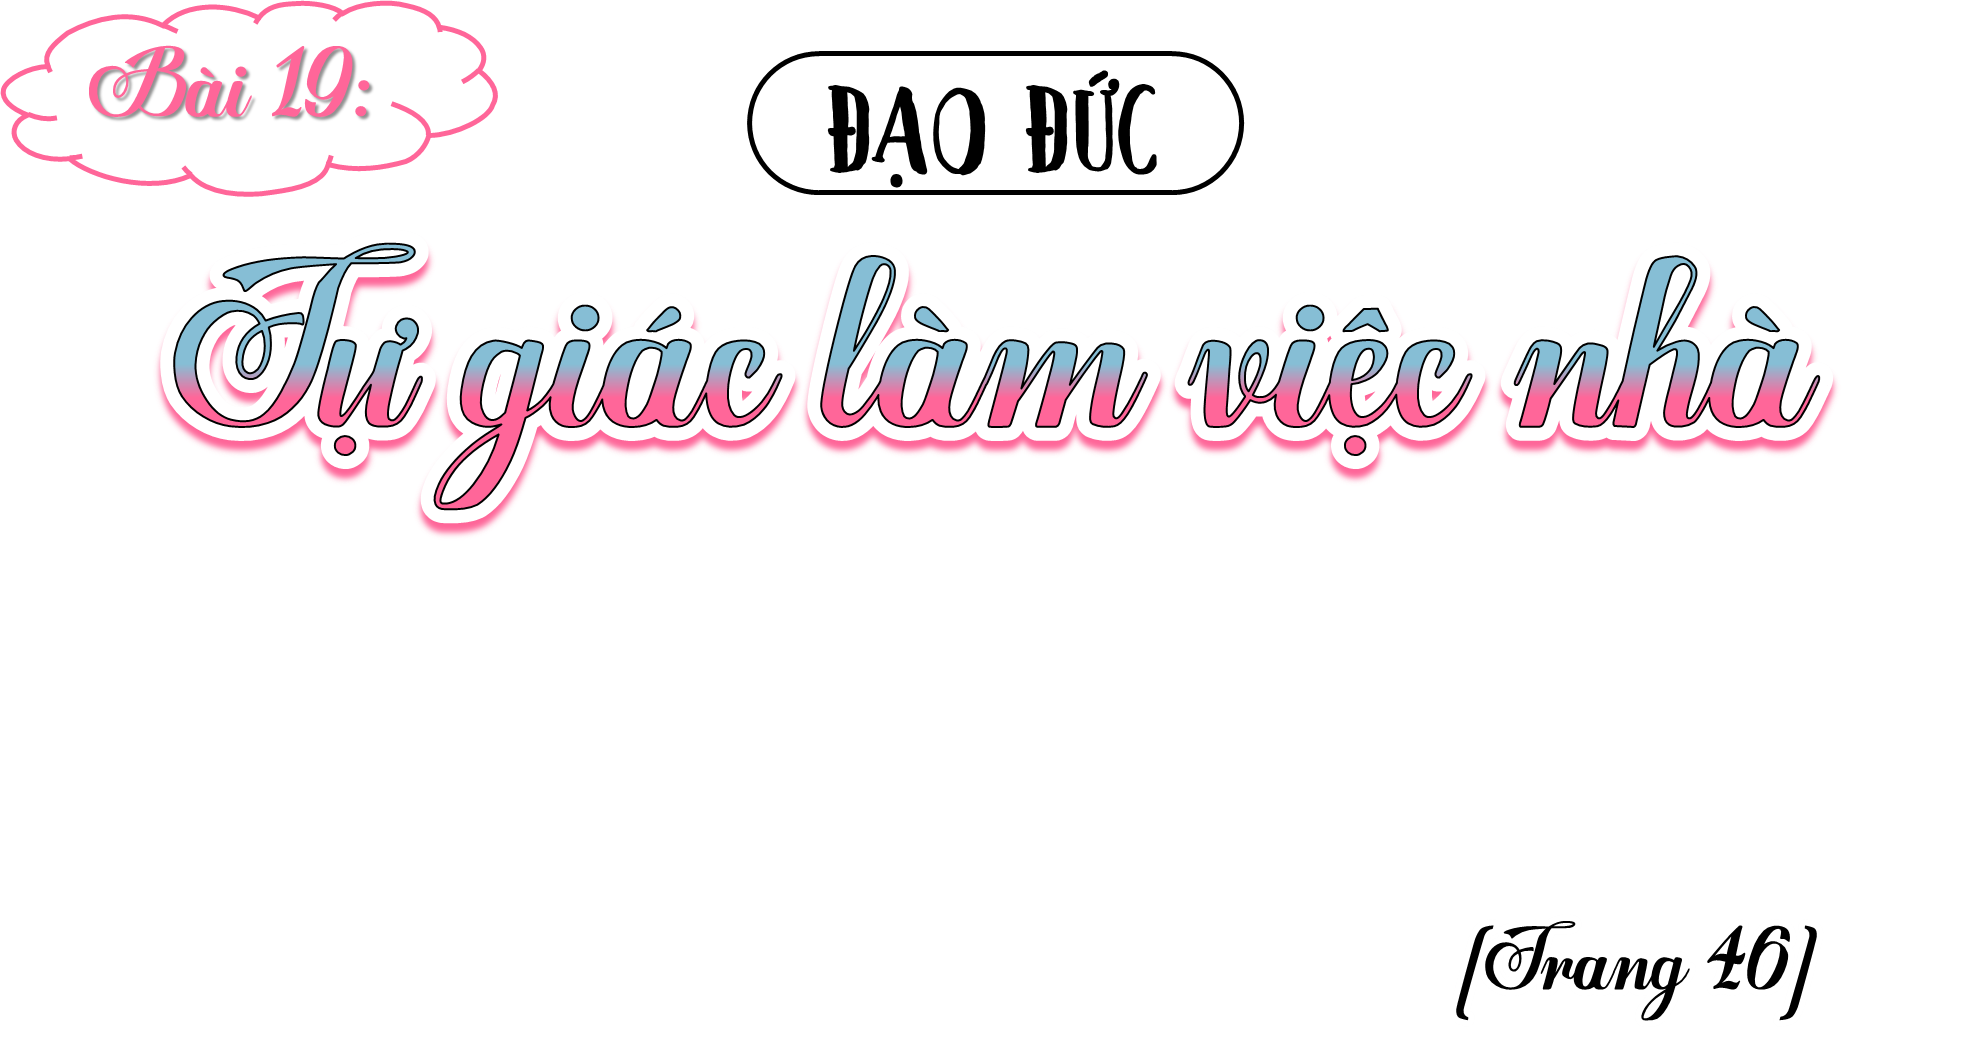 Bài 19:
ĐẠO ĐỨC
Tự giác làm việc nhà
(Trang 46)